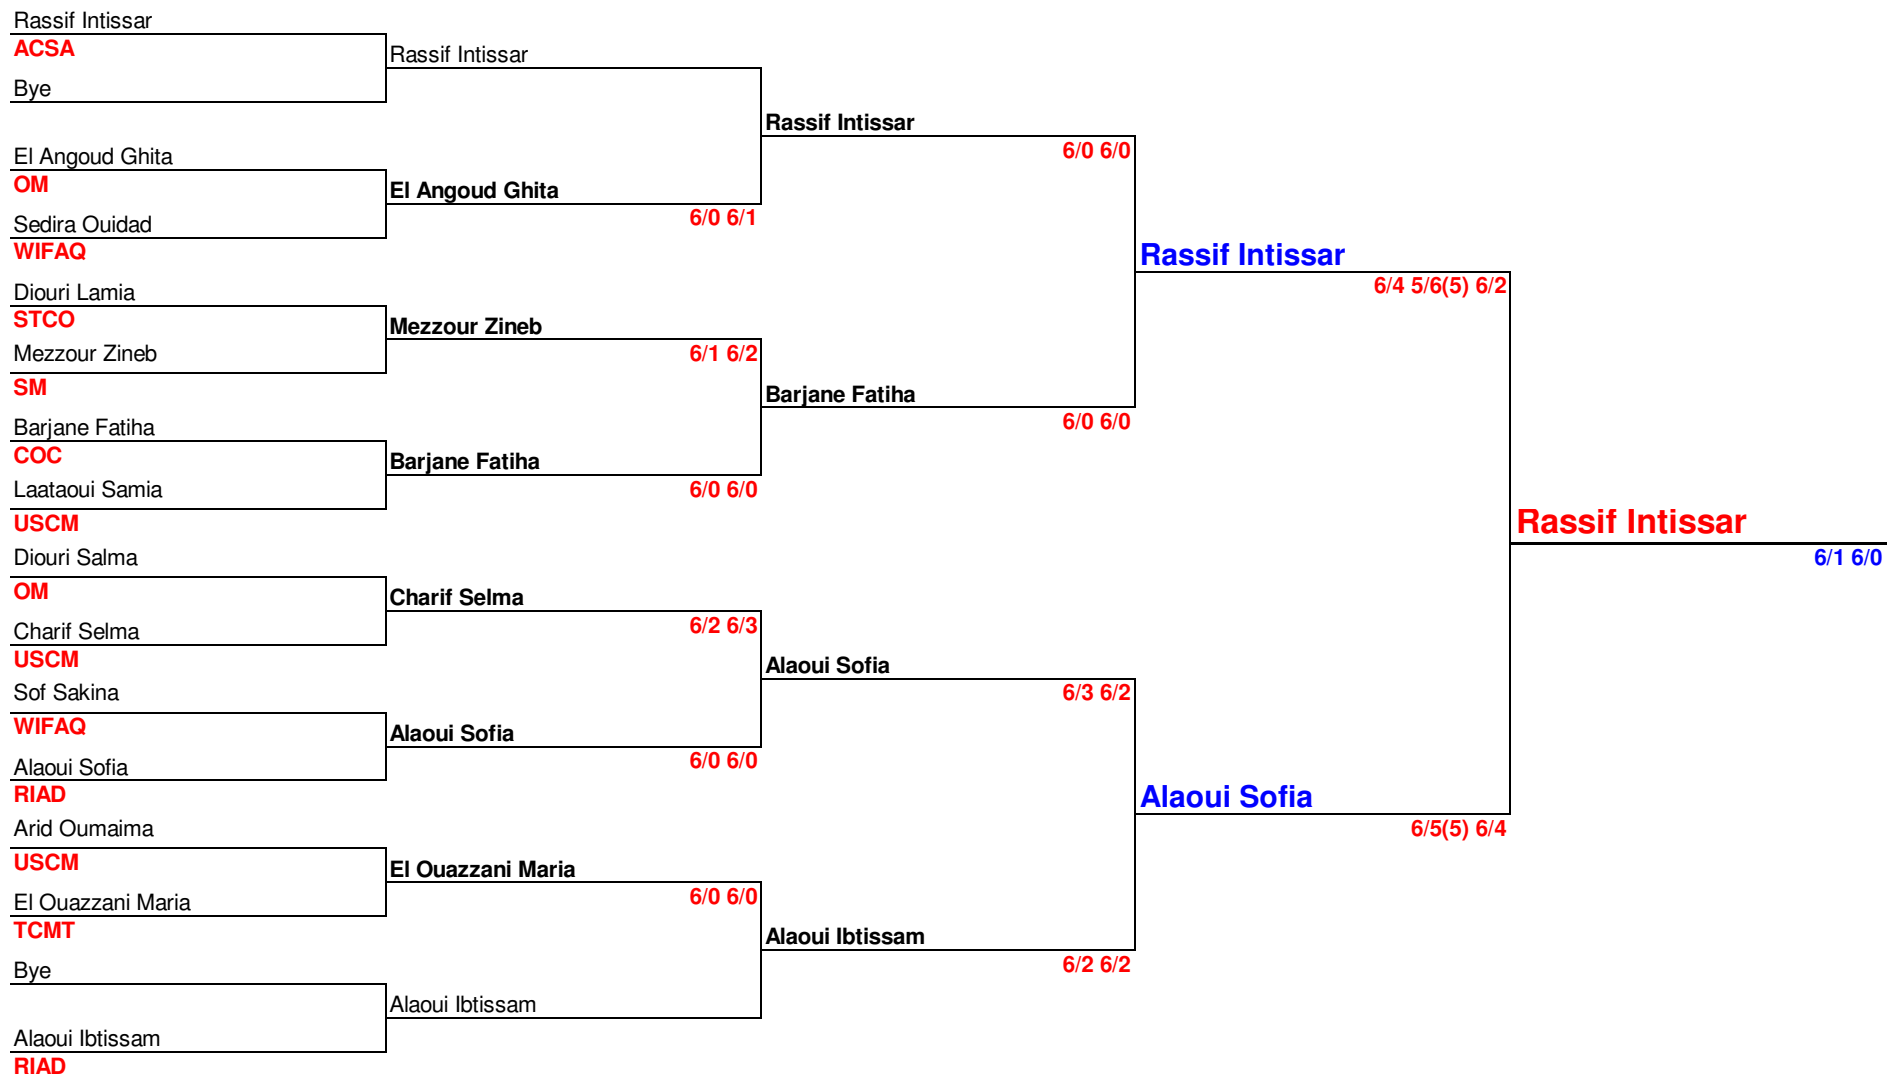 Rassif Intissar
ACSA
Bye
El Angoud Ghita
OM
Sedira Ouidad
WIFAQ
Diouri Lamia
STCO
Mezzour Zineb
SM
Barjane Fatiha
COC
Laataoui Samia
USCM
Diouri Salma
OM
Charif Selma
USCM
Sof Sakina
WIFAQ
Alaoui Sofia
RIAD
Arid Oumaima
USCM
El Ouazzani Maria
TCMT
Bye
Alaoui Ibtissam
RIAD
Rassif Intissar
El Angoud Ghita
6/0 6/1
Mezzour Zineb
6/1 6/2
Barjane Fatiha
6/0 6/0
Charif Selma
6/2 6/3
Alaoui Sofia
6/0 6/0
El Ouazzani Maria
6/0 6/0
Alaoui Ibtissam
Rassif Intissar
6/0 6/0
Barjane Fatiha
6/0 6/0
Alaoui Sofia
6/3 6/2
Alaoui Ibtissam
6/2 6/2
Rassif Intissar
6/4 5/6(5) 6/2
Alaoui Sofia
6/5(5) 6/4
Rassif Intissar
6/1 6/0